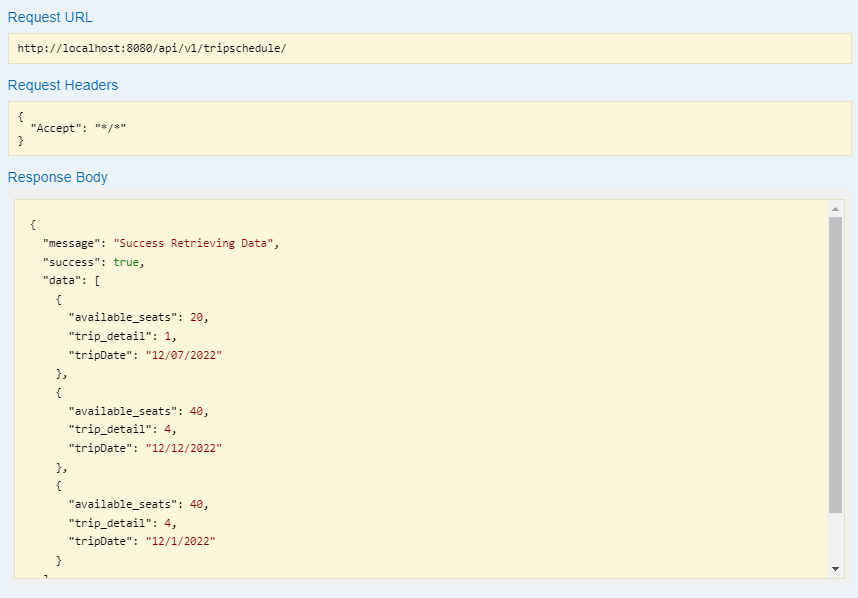 Request URL
http://localhost:8080/api/v1/tripschedule/
Request Headers
{
  "Accept": "*/*"
}
Response Body
{
  "message": "Success Retrieving Data",
  "success": true,
  "data": [
    {
      "available_seats": 20,
      "trip_detail": 1,
      "tripDate": "12/07/2022"
    },
    {
      "available_seats": 40,
      "trip_detail": 4,
      "tripDate": "12/12/2022"
    },
    {
      "available_seats": 40,
      "trip_detail": 4,
      "tripDate": "12/1/2022"
    }